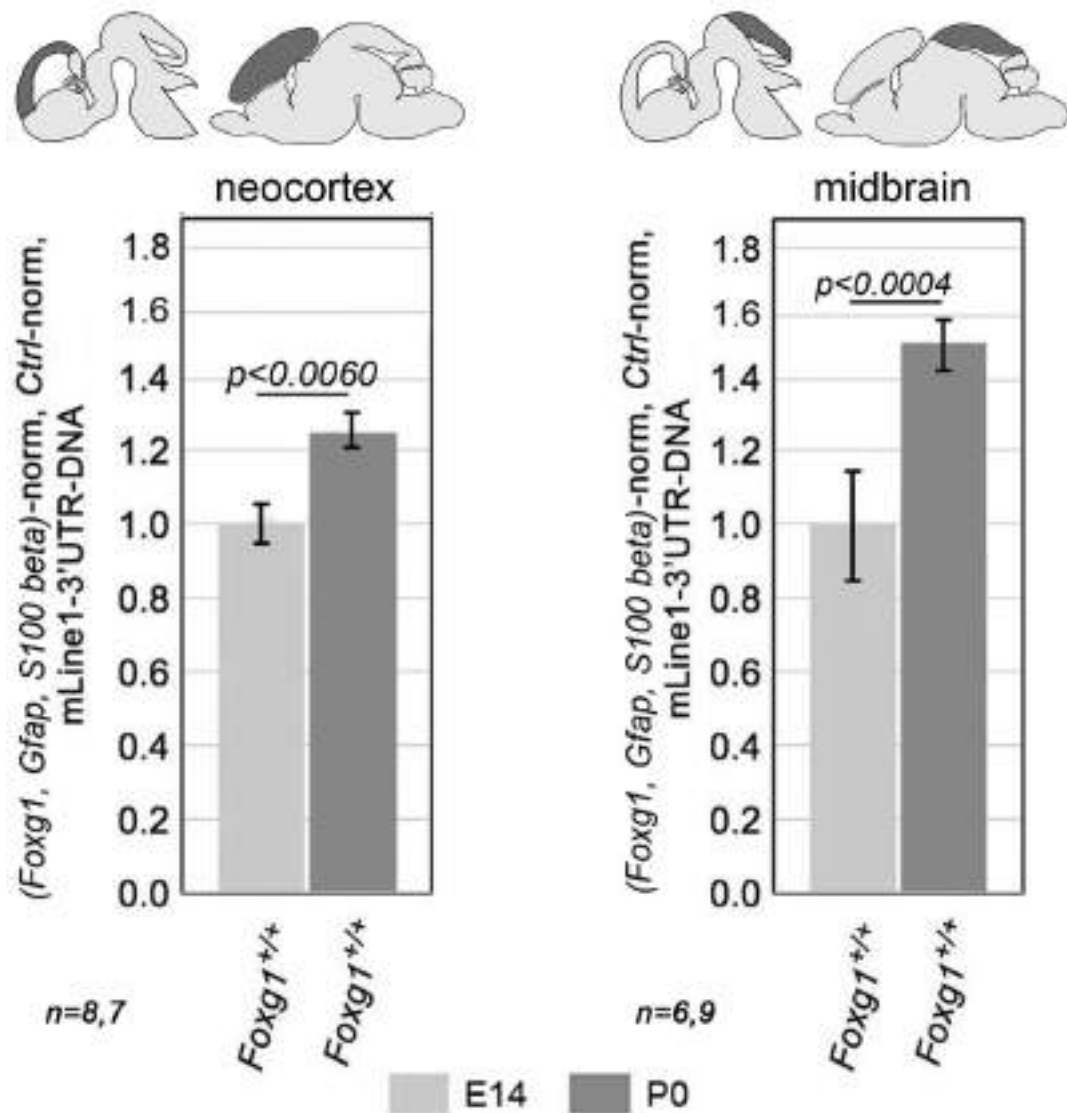 neocortex
(Foxg1, Gfap, S100 beta)-norm, Ctrl-norm,
mLine1-3'UTR-DNA
1.8
1.6
1.4
1.2
1.0
0.8
0.6
0.4
0.2
0.0
p<0.0060
Foxg1+/+
Foxg1+/+
n=8,7
midbrain
(Foxg1, Gfap, S100 beta)-norm, Ctrl-norm,
mLine1-3'UTR-DNA
1.8
1.6
1.4
1.2
1.0
0.8
0.6
0.4
0.2
0.0
p<0.0004
Foxg1+/+
Foxg1+/+
n=6,9
E14
P0